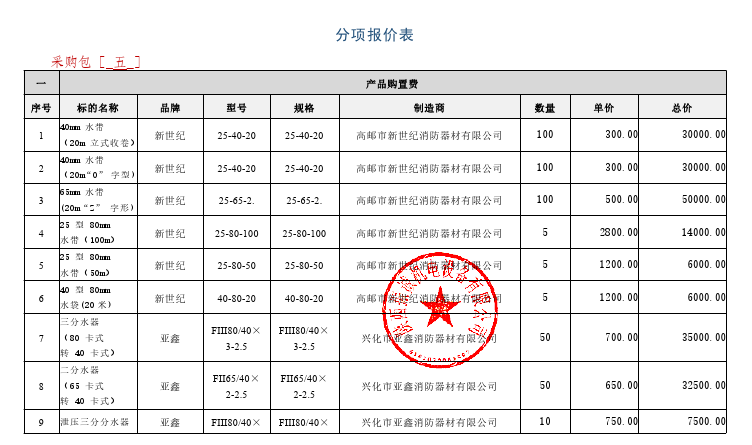 分项报价表
采购包 [_五_]
一 产品购置费
序号 标的名称 品牌 型号 规格 制造商 数量 单价 总价
1 40mm 水带 （20m 立式收卷） 新世纪 25-40-20 25-40-20 高邮市新世纪消防器材有限公司 100 300.00 30000.00
2 40mm 水带 （20m“O” 字型） 新世纪 25-40-20 25-40-20 高邮市新世纪消防器材有限公司 100 300.00 30000.00
3 65mm 水带 (20m “S” 字形) 新世纪 25-65-2. 25-65-2. 高邮市新世纪消防器材有限公司 100 500.00 50000.00
4 25 型 80mm 水带 (100m) 新世纪 25-80-100 25-80-100 高邮市新世纪消防器材有限公司 5 2800.00 14000.00
5 25 型 80mm 水带 (50m) 新世纪 25-80-50 25-80-50 高邮市新世纪消防器材有限公司 5 1200.00 6000.00
6 40 型 80mm 水袋(20 米) 新世纪 40-80-20 40-80-20 高邮市新世纪消防器材有限公司 5 1200.00 6000.00
7 三分水器 （80 卡式 转 40 卡式） 亚鑫 FIII80/40×3-2.5 FIII80/40×3-2.5 兴化市亚鑫消防器材有限公司 50 700.00 35000.00
8 二分水器 （65 卡式 转 40 卡式） 亚鑫 FII65/40×2-2.5 FII65/40×2-2.5 兴化市亚鑫消防器材有限公司 50 650.00 32500.00
9 泄压三分分水器 亚鑫 FIII80/40× FIII80/40× 兴化市亚鑫消防器材有限公司 10 750.00 7500.00